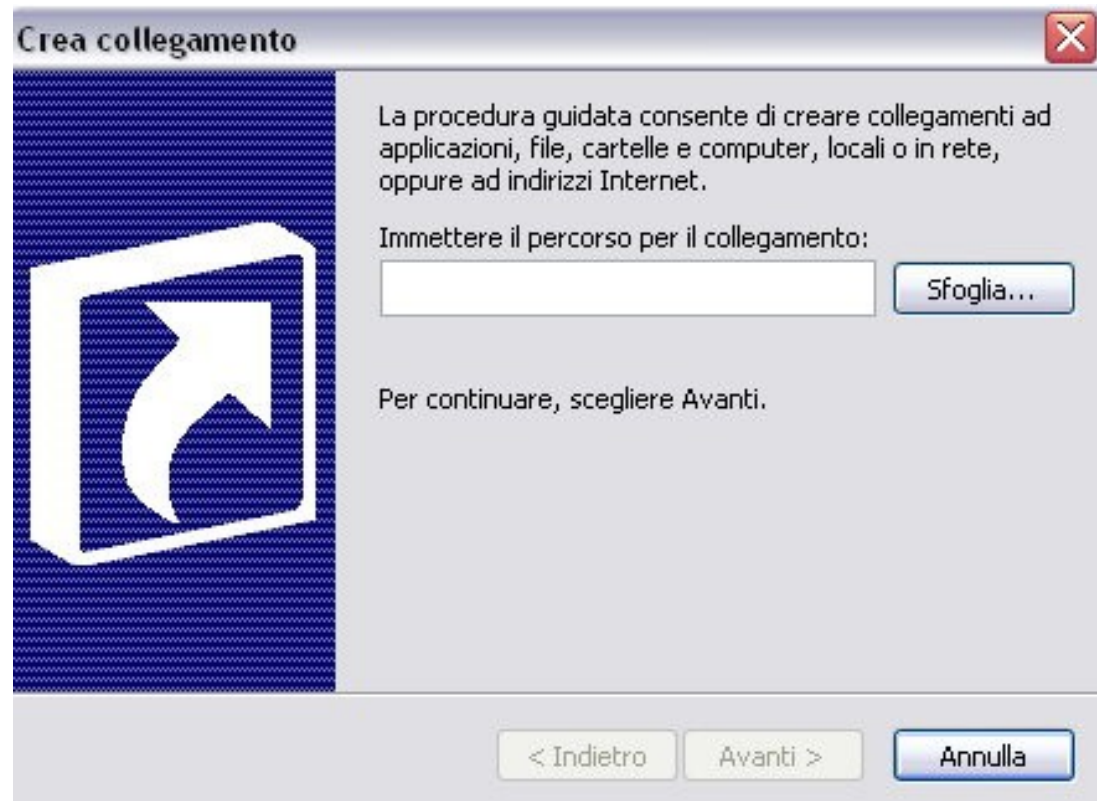 Crea collegamento
La procedura guidata consente di creare collegamenti ad
applicazioni, file, cartelle e computer, locali o in rete,
oppure ad indirizzi Internet.
Immettere il percorso per il collegamento:
Sfoglia...
Per continuare, scegliere Avanti.
< Indietro Avanti > Annulla